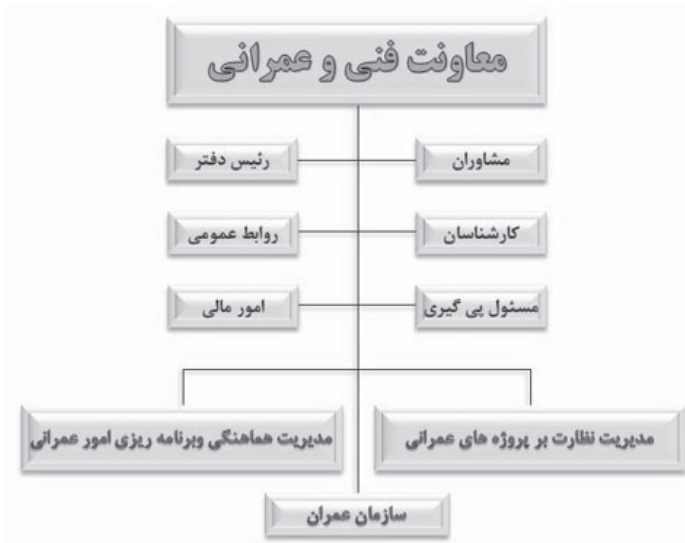 معاونت فنی و عمرانی
مشاوران
رئیس دفتر
کارشناسان
روابط عمومی
مسئول پی گیری
امور مالی
مدیریت نظارت بر پروژه های عمرانی
مدیریت هماهنگی وبرنامه ریزی امور عمرانی
سازمان عمران